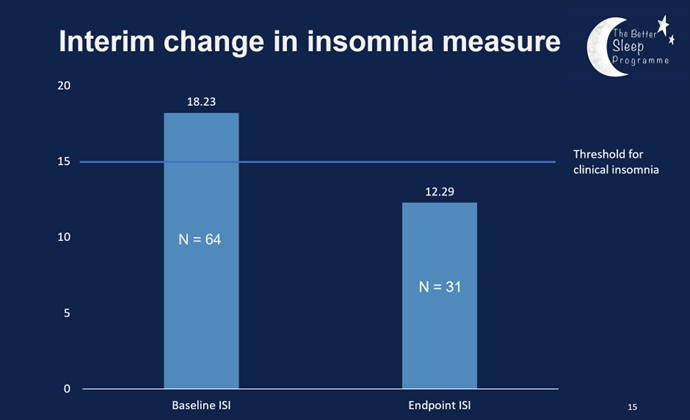 Interim change in insomnia measure
The Better
Sleep
Programme
20
18.23
15
Threshold for
clinical insomnia
12.29
10
N = 64
N = 31
5
0
Baseline ISI
Endpoint ISI
15